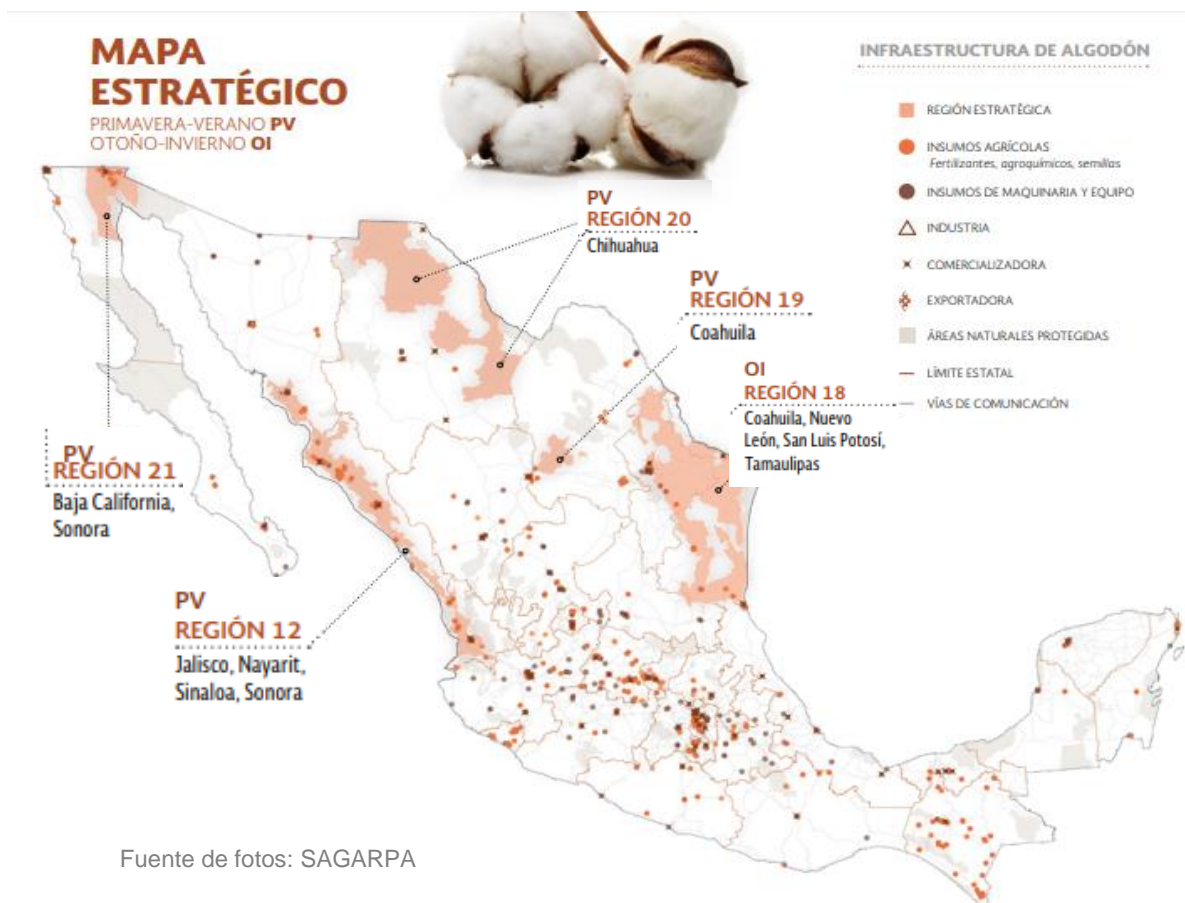 MAPA
ESTRATÉGICO
PRIMAVERA-VERANO PV
OTOÑO-INVIERNO OI
INFRAESTRUCTURA DE ALGODÓN
REGIÓN ESTRATÉGICA
INSUMOS AGRÍCOLAS
Fertilizantes, agroquímicos, semillas
INSUMOS DE MAQUINARIA Y EQUIPO
INDUSTRIA
COMERCIALIZADORA
EXPORTADORA
ÁREAS NATURALES PROTEGIDAS
LÍMITE ESTATAL
VÍAS DE COMUNICACIÓN
PV
REGIÓN 20
Chihuahua
PV
REGIÓN 19
Coahuila
OI
REGIÓN 18
Coahuila, Nuevo
León, San Luis Potosí,
Tamaulipas
PV
REGIÓN 21
Baja California,
Sonora
PV
REGIÓN 12
Jalisco, Nayarit,
Sinaloa, Sonora
Fuente de fotos: SAGARPA